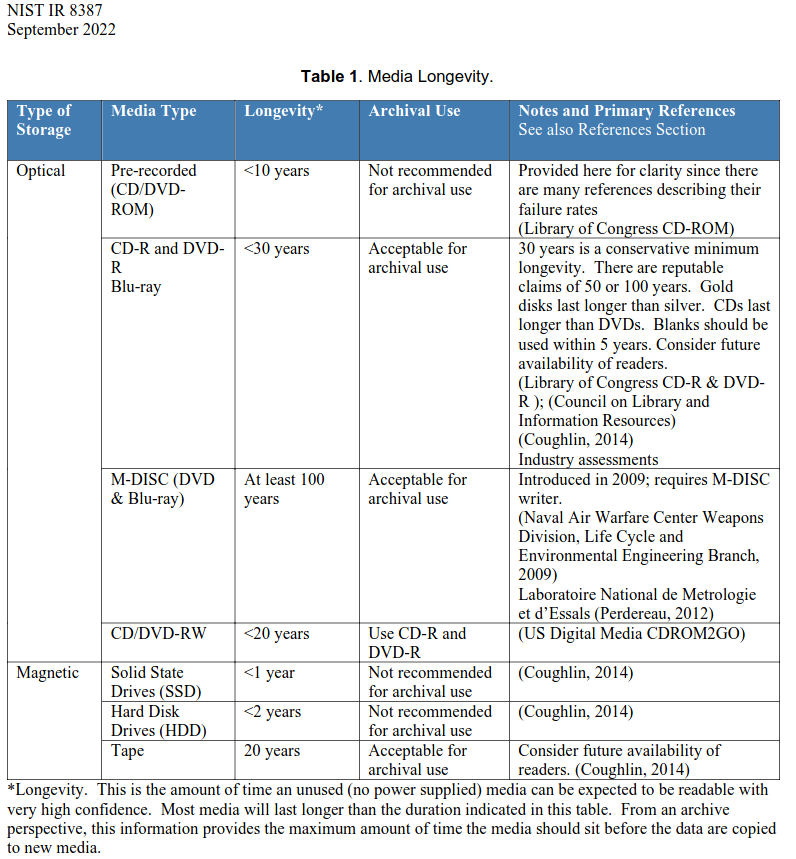 NIST IR 8387
September 2022
Table 1. Media Longevity.
Type of Storage
Media Type
Longevity*
Archival Use
Notes and Primary References
See also References Section
Optical
Pre-recorded
(CD/DVD-
ROM)
<10 years
Not recommended
for archival use
Provided here for clarity since there
are many references describing their
failure rates
(Library of Congress CD-ROM)
CD-R and DVD-
R
Blu-ray
<30 years
Acceptable for
archival use
30 years is a conservative minimum
longevity.  There are reputable
claims of 50 or 100 years.  Gold
disks last longer than silver.  CDs last
longer than DVDs.  Blanks should be
used within 5 years. Consider future
availability of readers.
(Library of Congress CD-R & DVD-
R ); (Council on Library and
Information Resources)
(Coughlin, 2014)
Industry assessments
M-DISC (DVD
& Blu-ray)
At least 100
years
Acceptable for
archival use
Introduced in 2009; requires M-DISC
writer.
(Naval Air Warfare Center Weapons
Division, Life Cycle and
Environmental Engineering Branch,
2009)
Laboratoire National de Metrologie
et d’Essals (Perdereau, 2012)
CD/DVD-RW
<20 years
Use CD-R and
DVD-R
(US Digital Media CDROM2GO)
Magnetic
Solid State
Drives (SSD)
<1 year
Not recommended
for archival use
(Coughlin, 2014)
Hard Disk
Drives (HDD)
<2 years
Not recommended
for archival use
(Coughlin, 2014)
Tape
20 years
Acceptable for
archival use
Consider future availability of
readers. (Coughlin, 2014)
*Longevity.  This is the amount of time an unused (no power supplied) media can be expected to be readable with
very high confidence.  Most media will last longer than the duration indicated in this table.  From an archive
perspective, this information provides the maximum amount of time the media should sit before the data are copied
to new media.